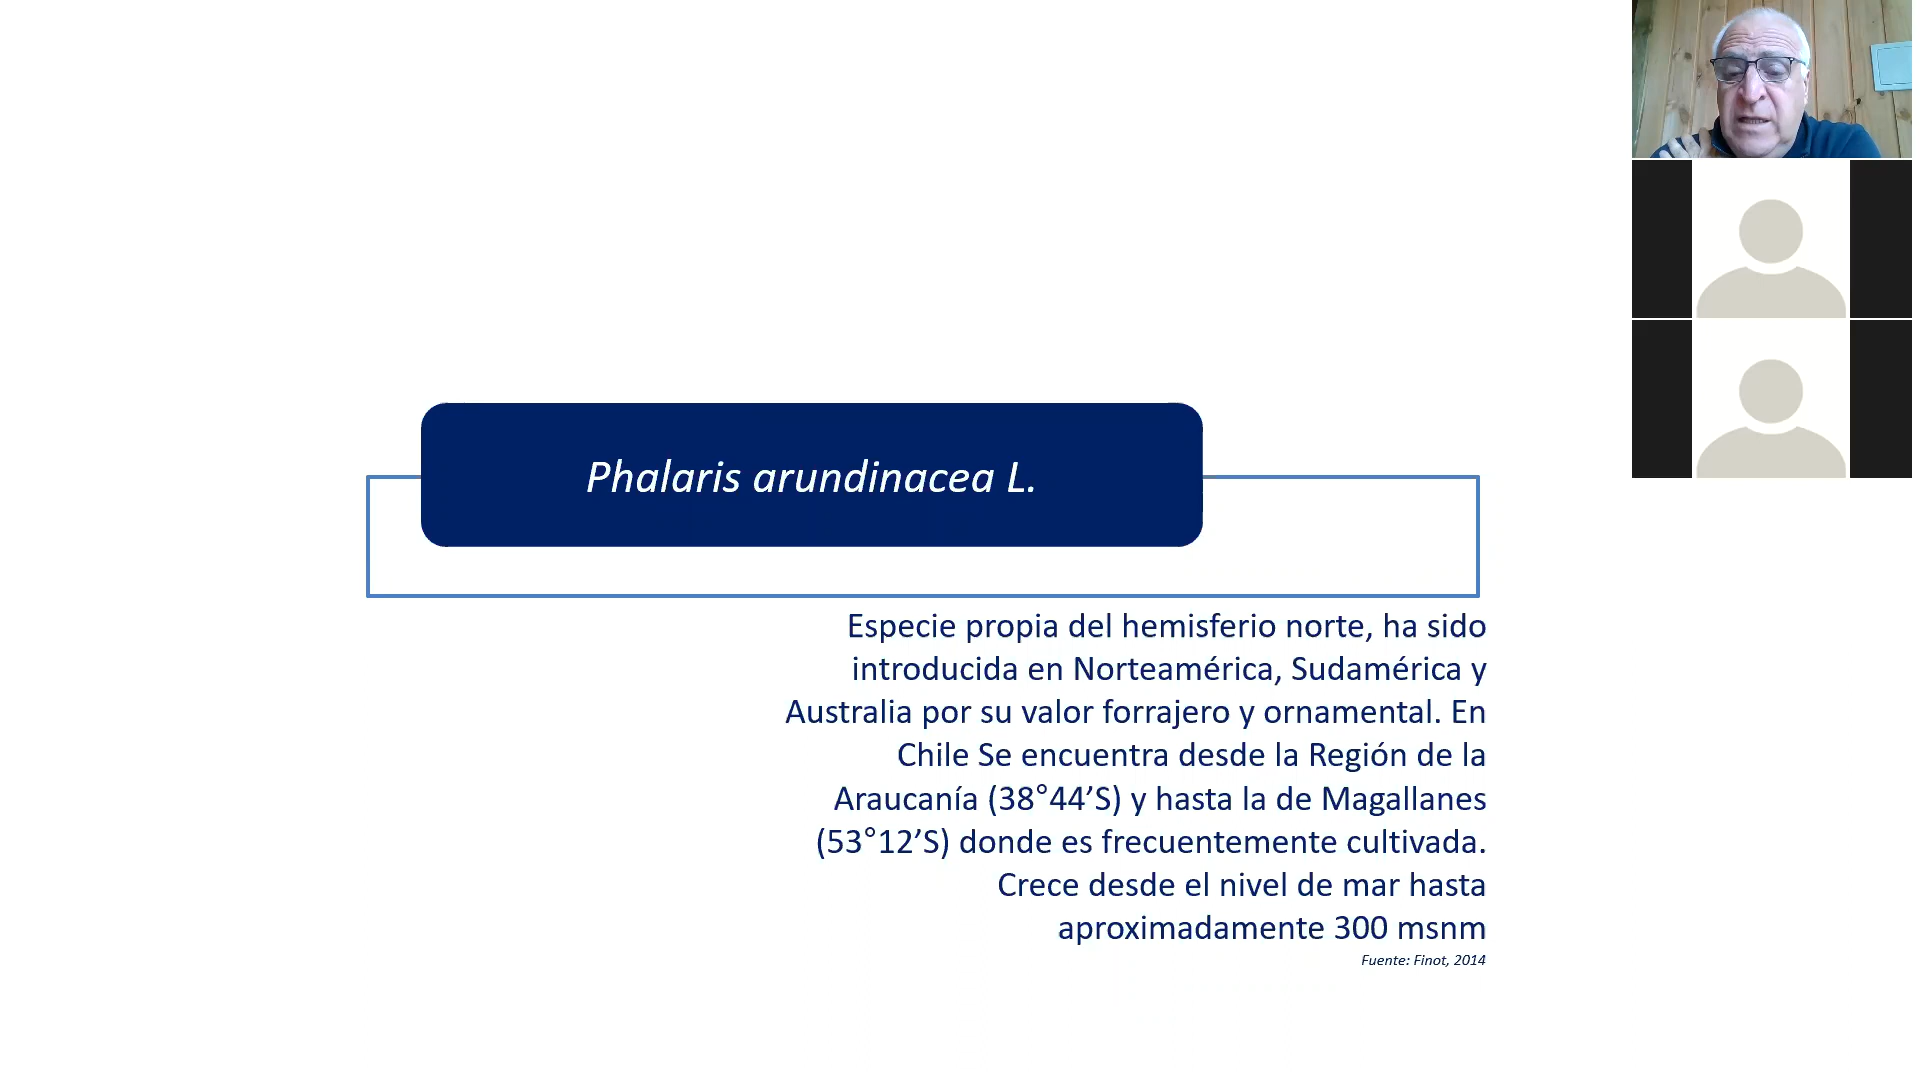 Phalaris arundinacea L.
Especie propia del hemisferio norte, ha sido
introducida en Norteamérica, Sudamérica y
Australia por su valor forrajero y ornamental. En
Chile Se encuentra desde la Región de la
Araucanía (38°44’S) y hasta la de Magallanes
(53°12’S) donde es frecuentemente cultivada.
Crece desde el nivel de mar hasta
aproximadamente 300 msnm
Fuente: Finot, 2014